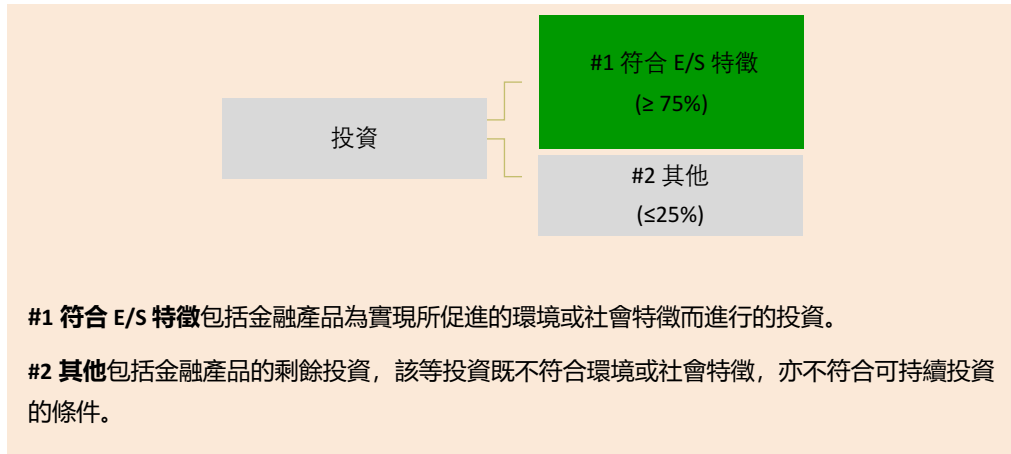 #1 符合 E/S 特徵
(≥ 75%)
投資
#2 其他
(≤25%)
#1 符合 E/S 特徵包括金融產品為實現所促進的環境或社會特徵而進行的投資。
#2 其他包括金融產品的剩餘投資，該等投資既不符合環境或社會特徵，亦不符合可持續投資
的條件。